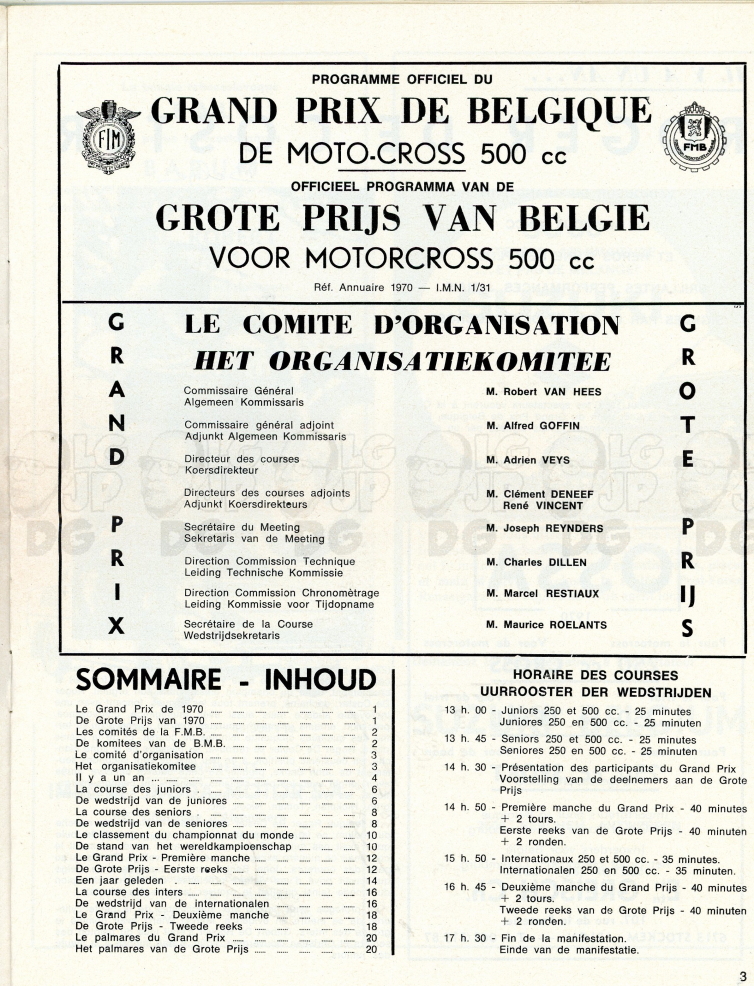 PROGRAMME OFFICIEL DU
GRAND PRIX DE BELGIQUE
DE MOTO-CROSS 500 cc
OFFICIEEL PROGRAMMA VAN DE
GROTE PRIJS VAN BELGIE
VOOR MOTORCROSS 500 cc
Réf. Annuaire 1970 — I.M.N. 1/31
FIM
FMB
GRAND PRIX
LE COMITE D'ORGANISATION
HET ORGANISATIEKOMITEE
Commissaire Général
Algemeen Kommissaris
M. Robert VAN HEES
Commissaire général adjoint
Adjunkt Algemeen Kommissaris
M. Alfred GOFFIN
Directeur des courses
Koersdirekteur
M. Adrien VEYS
Directeurs des courses adjoints
Adjunkt Koersdirekteurs
M. Clément DENEEF
René VINCENT
Secrétaire du Meeting
Sekretaris van de Meeting
M. Joseph REYNDERS
Direction Commission Technique
Leiding Technische Kommissie
M. Charles DILLEN
Direction Commission Chronomètrage
Leiding Kommissie voor Tijdopname
M. Marcel RESTIAUX
Secrétaire de la Course
Wedstrijdsekretaris
M. Maurice ROELANTS
GROTE PRIJS
SOMMAIRE - INHOUD
Le Grand Prix de 1970 1
De Grote Prijs van 1970 1
Les comités de la F.M.B. 2
De komitees van de B.M.B. 2
Le comité d'organisation 3
Het organisatiekomitee 3
Il y a un an ... 4
La course des juniors 6
De wedstrijd van de juniores 6
La course des seniors 8
De wedstrijd van de seniores 8
Le classement du championnat du monde 10
De stand van het wereldkampioenschap 10
Le Grand Prix - Première manche 12
De Grote Prijs - Eerste reeks 12
Een jaar geleden 14
La course des inters 16
De wedstrijd van de internationalen 16
Le Grand Prix - Deuxième manche 18
De Grote Prijs - Tweede reeks 18
Le palmares du Grand Prix 20
Het palmares van de Grote Prijs 20
HORAIRE DES COURSES
UURROOSTER DER WEDSTRIJDEN
13 h. 00 - Juniors 250 et 500 cc. - 25 minutes
Juniores 250 en 500 cc. - 25 minuten
13 h. 45 - Seniors 250 et 500 cc. - 25 minutes
Seniores 250 en 500 cc. - 25 minuten
14 h. 30 - Présentation des participants du Grand Prix
Voorstelling van de deelnemers aan de Grote
Prijs
14 h. 50 - Première manche du Grand Prix - 40 minutes
+ 2 tours.
Eerste reeks van de Grote Prijs - 40 minuten
+ 2 ronden.
15 h. 50 - Internationaux 250 et 500 cc. - 35 minutes.
Internationalen 250 en 500 cc. - 35 minuten.
16 h. 45 - Deuxième manche du Grand Prijs - 40 minutes
+ 2 tours.
Tweede reeks van de Grote Prijs - 40 minuten
+ 2 ronden.
17 h. 30 - Fin de la manifestation.
Einde van de manifestatie.
3
LG JP DG